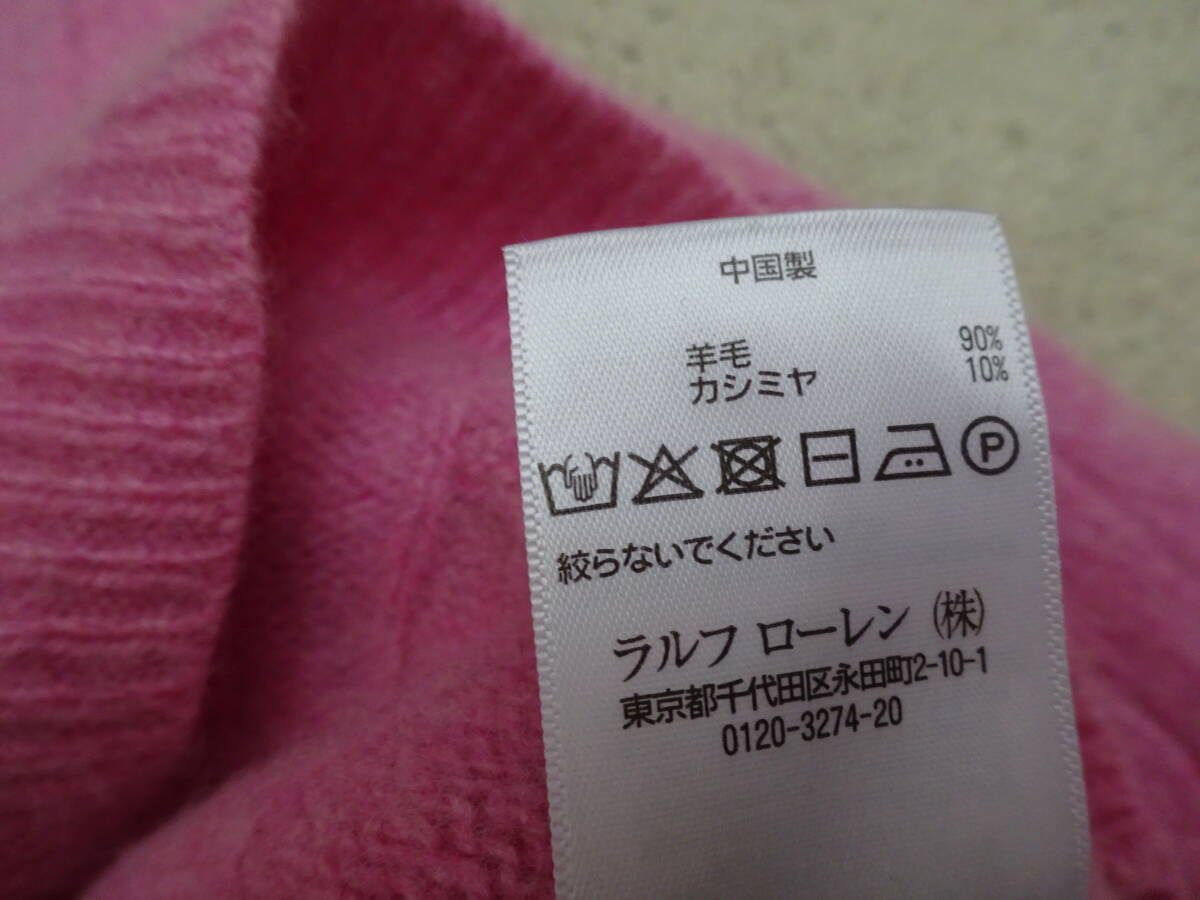 中国製
羊毛 90%
カシミヤ 10%
P
絞らないでください
ラルフ ローレン (株)
東京都千代田区永田町2-10-1
0120-3274-20